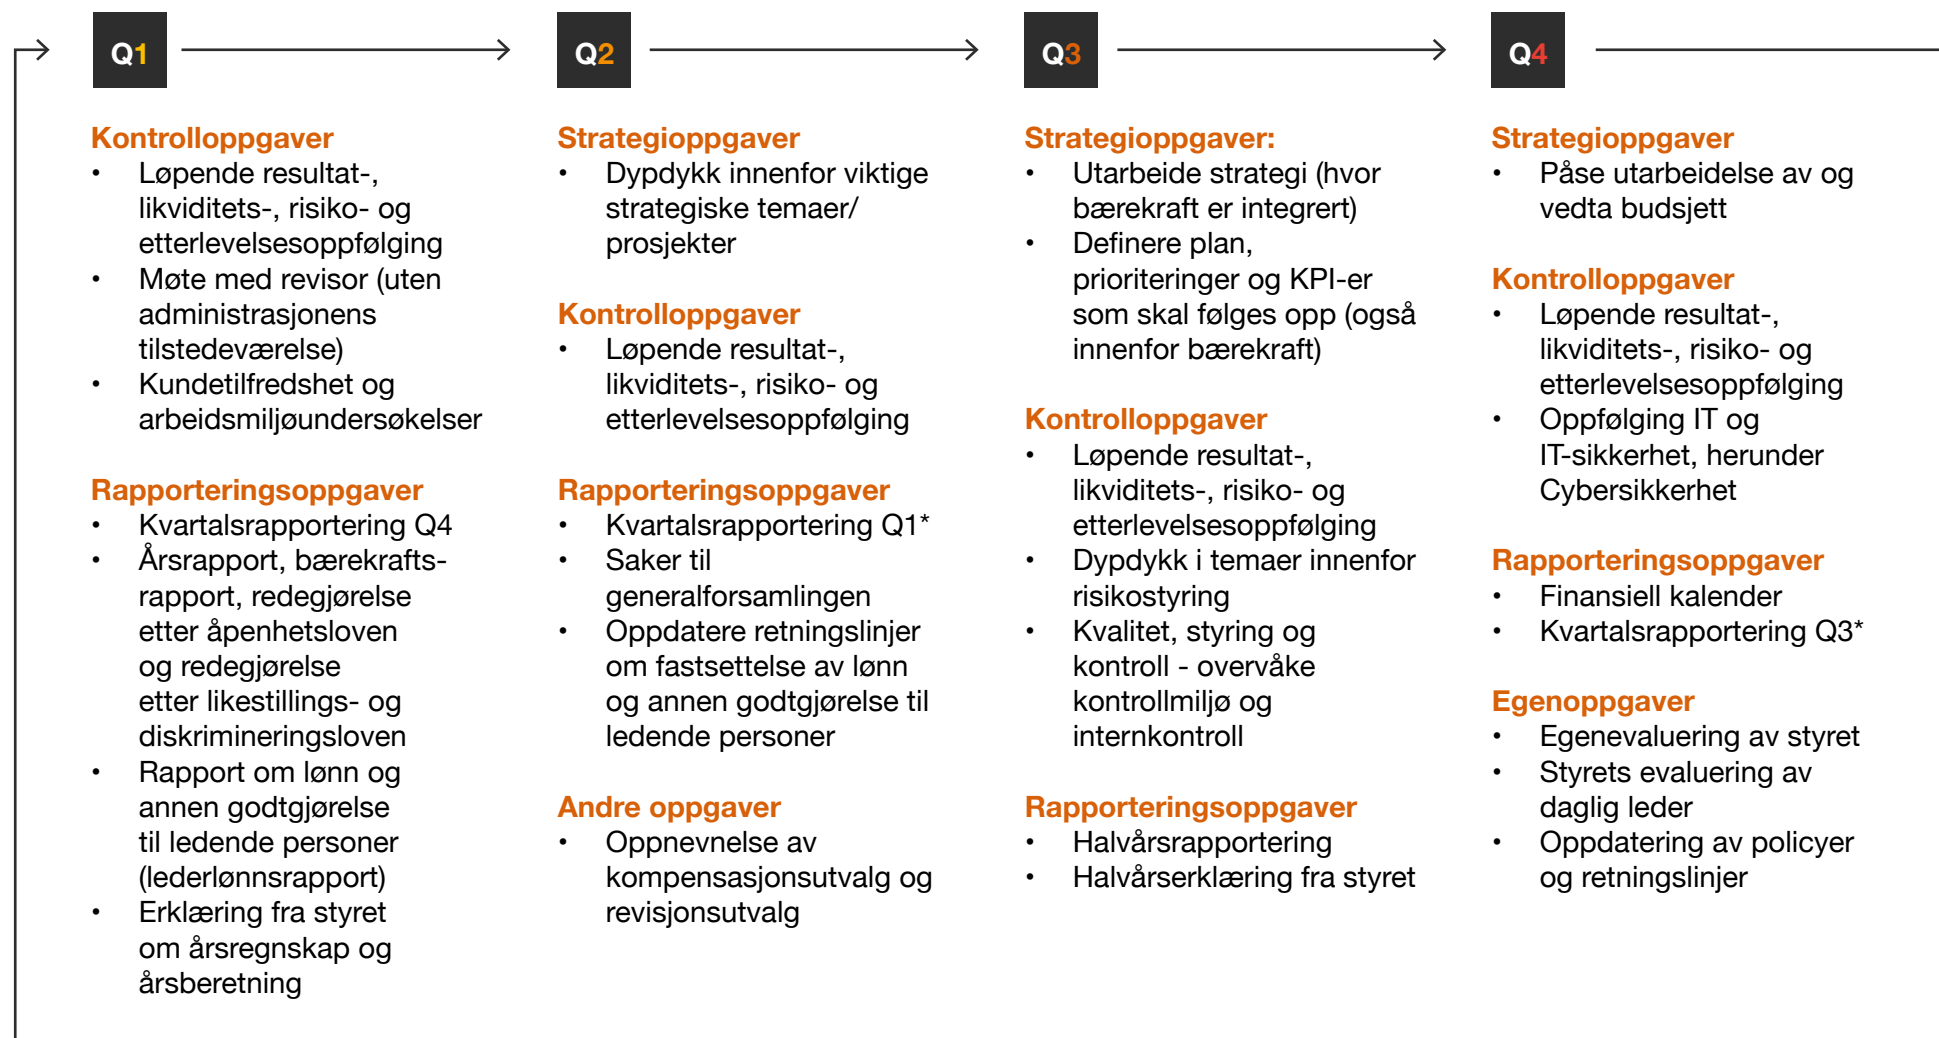 Q1
Kontrolloppgaver
• Løpende resultat-,
likviditets-, risiko- og
etterlevelsesoppfølging
• Møte med revisor (uten
administrasjonens
tilstedeværelse)
• Kundetilfredshet og
arbeidsmiljøundersøkelser
Rapporteringsoppgaver
• Kvartalsrapportering Q4
• Årsrapport, bærekrafts-
rapport, redegjørelse
etter åpenhetsloven
og redegjørelse
etter likestillings- og
diskrimineringsloven
• Rapport om lønn og
annen godtgjørelse
til ledende personer
(lederlønnsrapport)
• Erklæring fra styret
om årsregnskap og
årsberetning
Q2
Strategioppgaver
• Dypdykk innenfor viktige
strategiske temaer/
prosjekter
Kontrolloppgaver
• Løpende resultat-,
likviditets-, risiko- og
etterlevelsesoppfølging
Rapporteringsoppgaver
• Kvartalsrapportering Q1*
• Saker til
generalforsamlingen
• Oppdatere retningslinjer
om fastsettelse av lønn
og annen godtgjørelse til
ledende personer
Andre oppgaver
• Oppnevnelse av
kompensasjonsutvalg og
revisjonsutvalg
Q3
Strategioppgaver:
• Utarbeide strategi (hvor
bærekraft er integrert)
• Definere plan,
prioriteringer og KPI-er
som skal følges opp (også
innenfor bærekraft)
Kontrolloppgaver
• Løpende resultat-,
likviditets-, risiko- og
etterlevelsesoppfølging
• Dypdykk i temaer innenfor
risikostyring
• Kvalitet, styring og
kontroll - overvåke
kontrollmiljø og
internkontroll
Rapporteringsoppgaver
• Halvårsrapportering
• Halvårserklæring fra styret
Q4
Strategioppgaver
• Påse utarbeidelse av og
vedta budsjett
Kontrolloppgaver
• Løpende resultat-,
likviditets-, risiko- og
etterlevelsesoppfølging
• Oppfølging IT og
IT-sikkerhet, herunder
Cybersikkerhet
Rapporteringsoppgaver
• Finansiell kalender
• Kvartalsrapportering Q3*
Egenoppgaver
• Egenevaluering av styret
• Styrets evaluering av
daglig leder
• Oppdatering av policyer
og retningslinjer